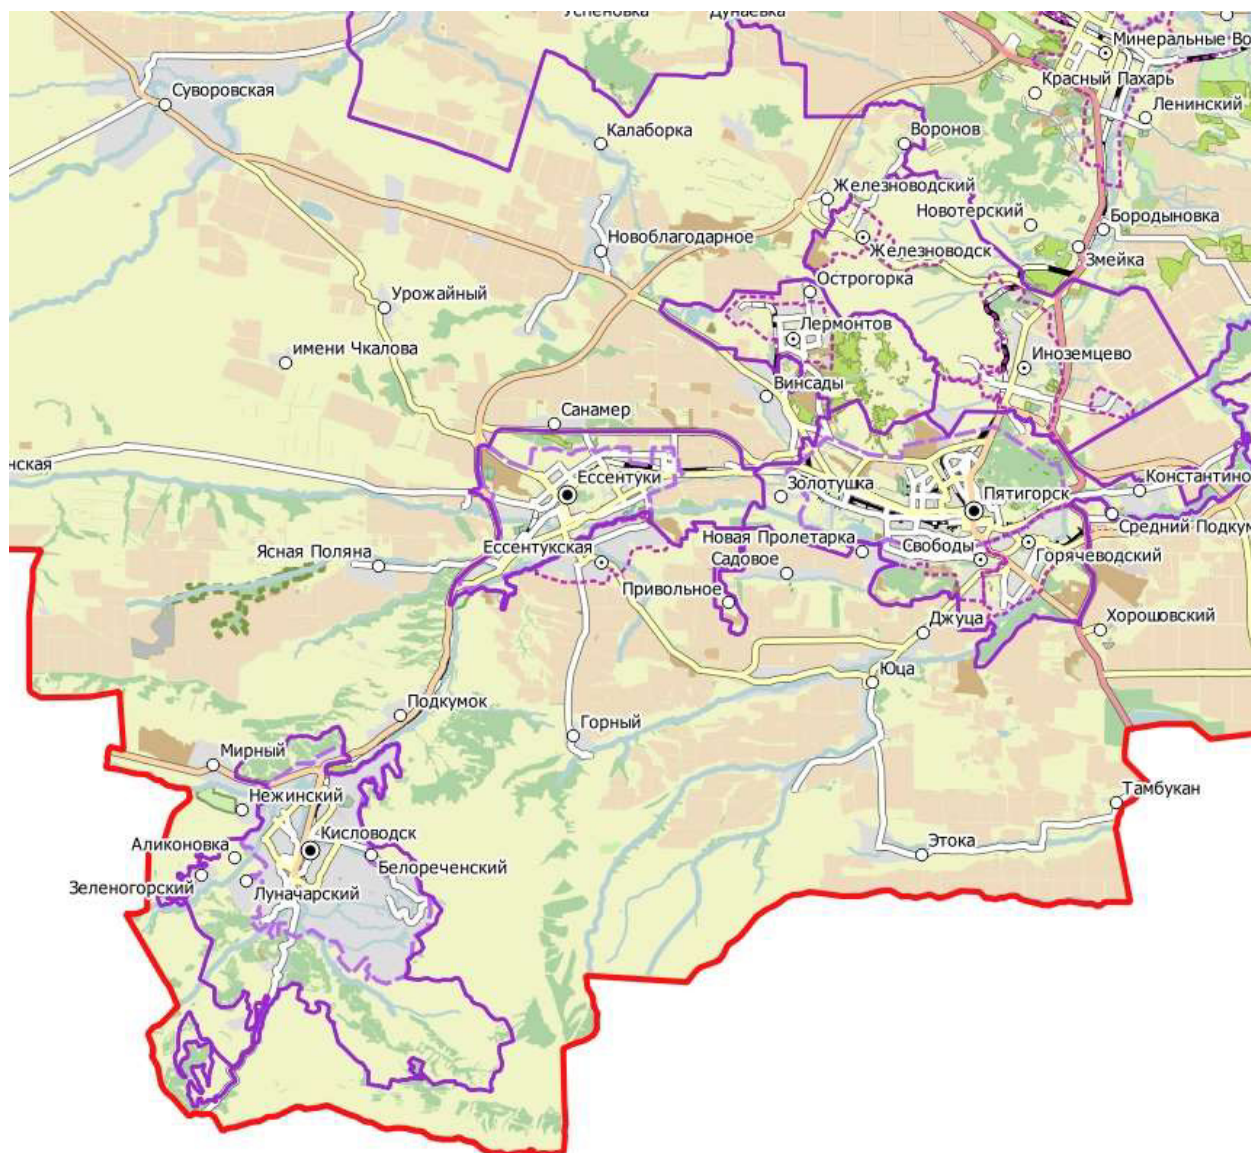 Успеновка
Дунаевка
Минеральные Во
Суворовская
Красный Пахарь
Ленинский
Калаборка
Воронов
Железноводский
Новотерский
Бородыновка
Новоблагодарное
Железноводск
Змейка
Острогорка
Урожайный
Лермонтов
имени Чкалова
Иноземцево
Винсады
Санамер
нская
Ессентуки
Золотушка
Константино
Пятигорск
Средний Подкум
Ясная Поляна
Ессентукская
Новая Пролетарка
Свободы
Горячеводский
Садовое
Привольное
Джуца
Хорошовский
Юца
Подкумок
Горный
Мирный
Тамбукан
Нежинский
Кисловодск
Аликоновка
Этока
Белореченский
Зеленогорский
Луначарский